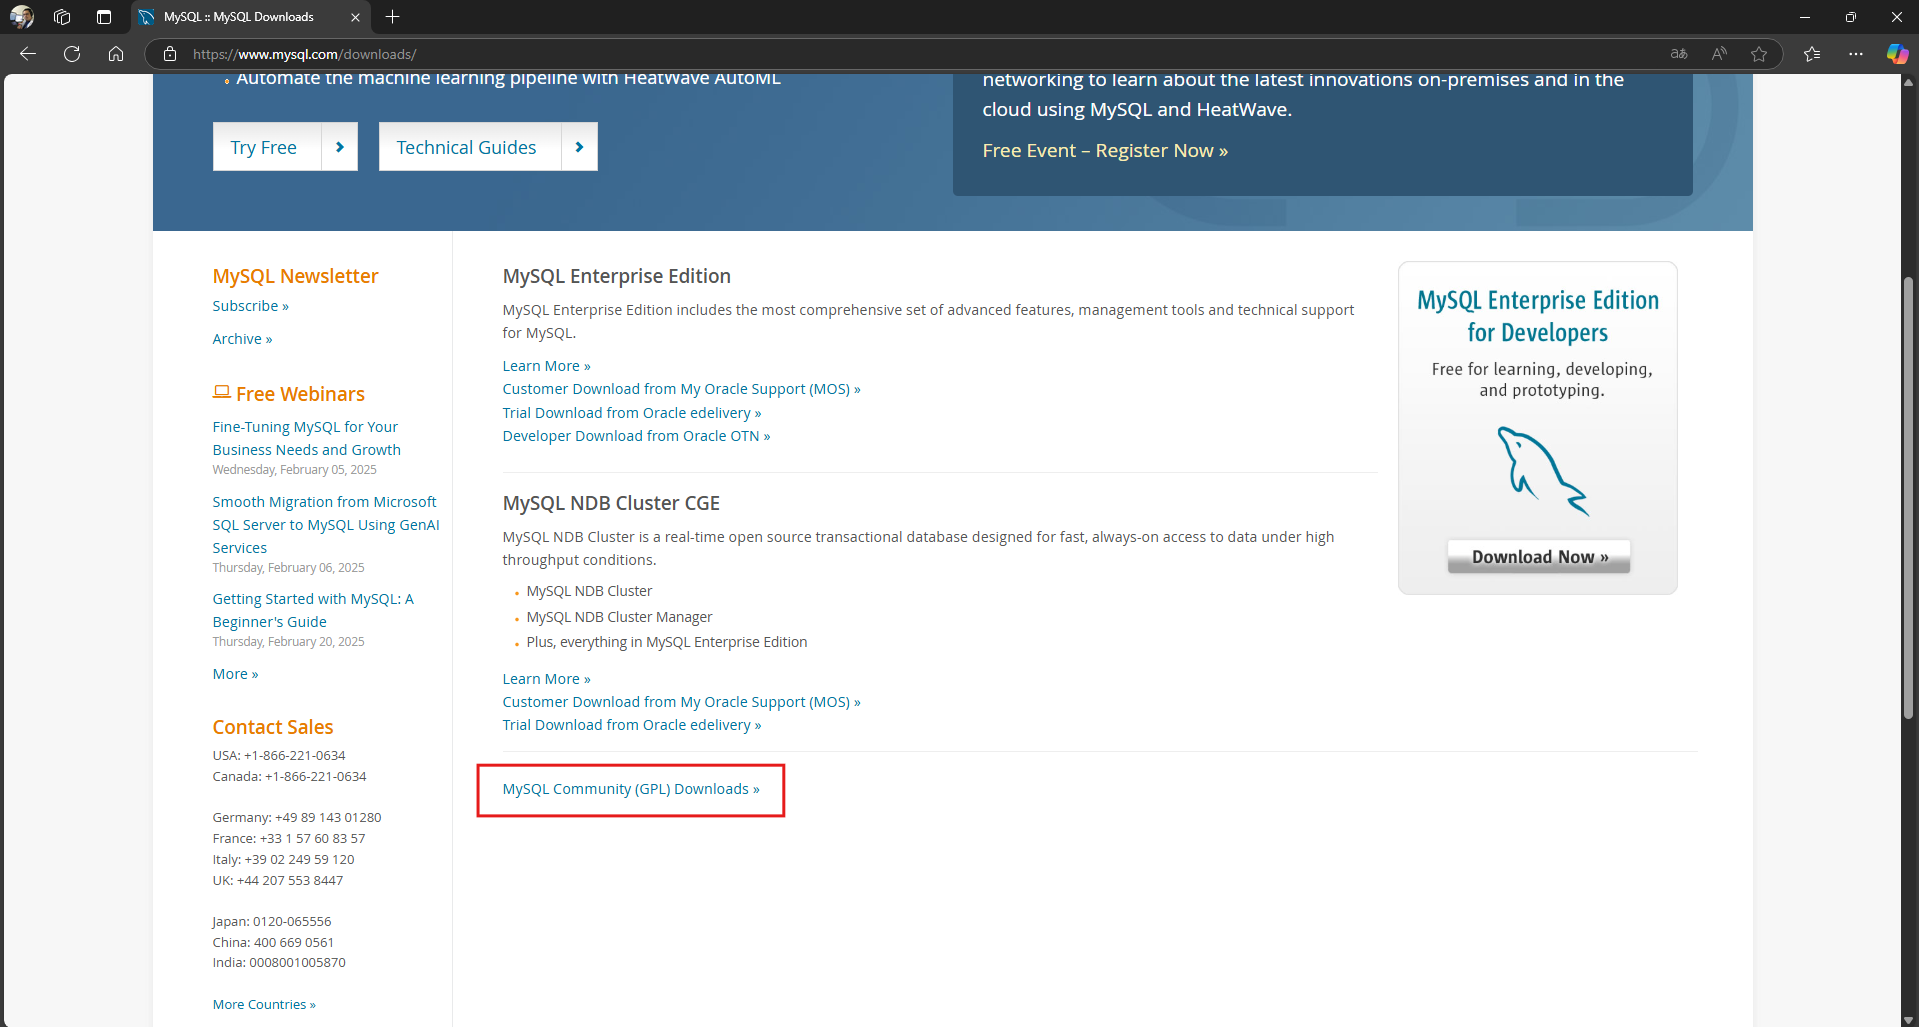 MySQL :: MySQL Downloads
https://www.mysql.com/downloads/
Automate the machine learning pipeline with HeatWave AutoML
Try Free
Technical Guides
networking to learn about the latest innovations on-premises and in the
cloud using MySQL and HeatWave.
Free Event – Register Now »
MySQL Newsletter
Subscribe »
Archive »
Free Webinars
Fine-Tuning MySQL for Your
Business Needs and Growth
Wednesday, February 05, 2025
Smooth Migration from Microsoft
SQL Server to MySQL Using GenAI
Services
Thursday, February 06, 2025
Getting Started with MySQL: A
Beginner's Guide
Thursday, February 20, 2025
More »
Contact Sales
USA: +1-866-221-0634
Canada: +1-866-221-0634
Germany: +49 89 143 01280
France: +33 1 57 60 83 57
Italy: +39 02 249 59 120
UK: +44 207 553 8447
Japan: 0120-065556
China: 400 669 0561
India: 0008001005870
More Countries »
MySQL Enterprise Edition
MySQL Enterprise Edition includes the most comprehensive set of advanced features, management tools and technical support
for MySQL.
Learn More »
Customer Download from My Oracle Support (MOS) »
Trial Download from Oracle edelivery »
Developer Download from Oracle OTN »
MySQL NDB Cluster CGE
MySQL NDB Cluster is a real-time open source transactional database designed for fast, always-on access to data under high
throughput conditions.
MySQL NDB Cluster
MySQL NDB Cluster Manager
Plus, everything in MySQL Enterprise Edition
Learn More »
Customer Download from My Oracle Support (MOS) »
Trial Download from Oracle edelivery »
MySQL Community (GPL) Downloads »
MySQL Enterprise Edition
for Developers
Free for learning, developing,
and prototyping.
Download Now »